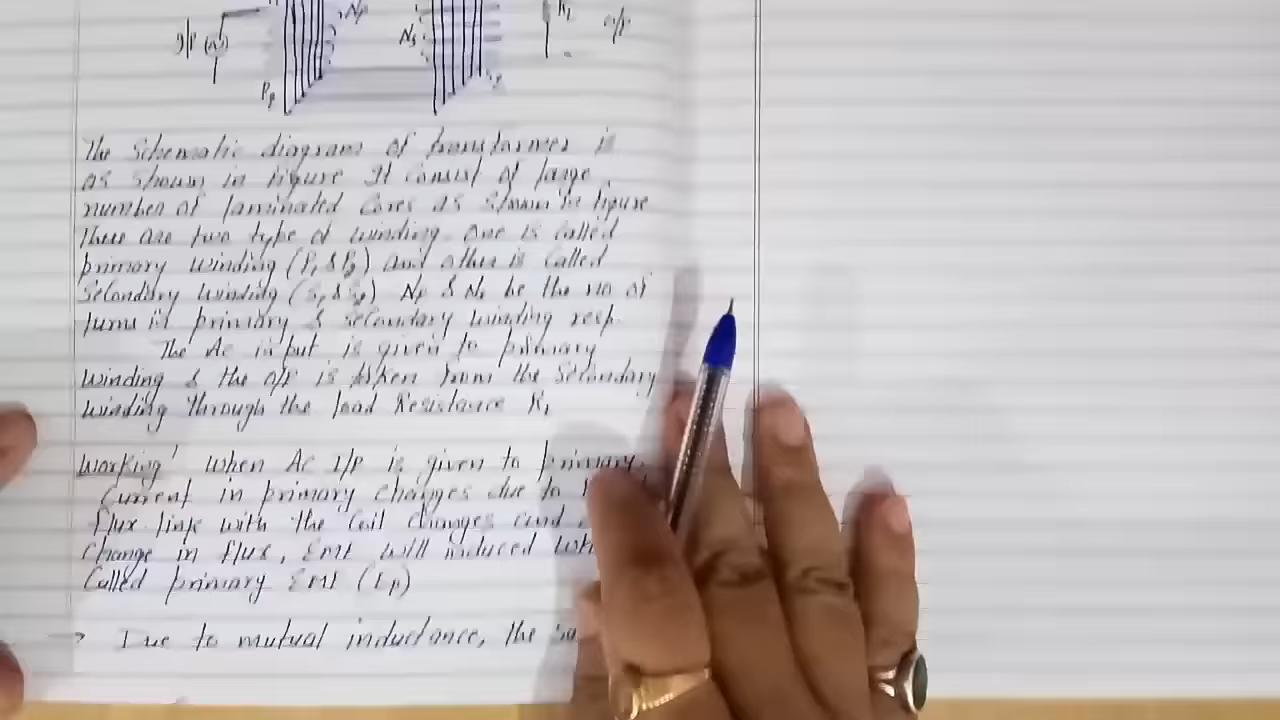 Np
Ns
RL
I/P
O/P
Pp
The Schematic diagram of transformer is
as shown in figure It consist of large
number of laminated Cores as shown in figure
There are two type of winding. One is called
primary winding (P1 & P2) and other is called
Secondary winding (S1 & S2) Np & Ns be the no of
turns in primary & secondary winding resp.
The Ac input is given to primary
winding & the O/P is taken from the Secondary
winding through the load Resistance RL
Working' when Ac I/P is given to primary.
Current in primary changes due to
flux link with the Coil changes and
change in flux, EMF will induced
Called primary EMF (Ep)
> Due to mutual inductance, the